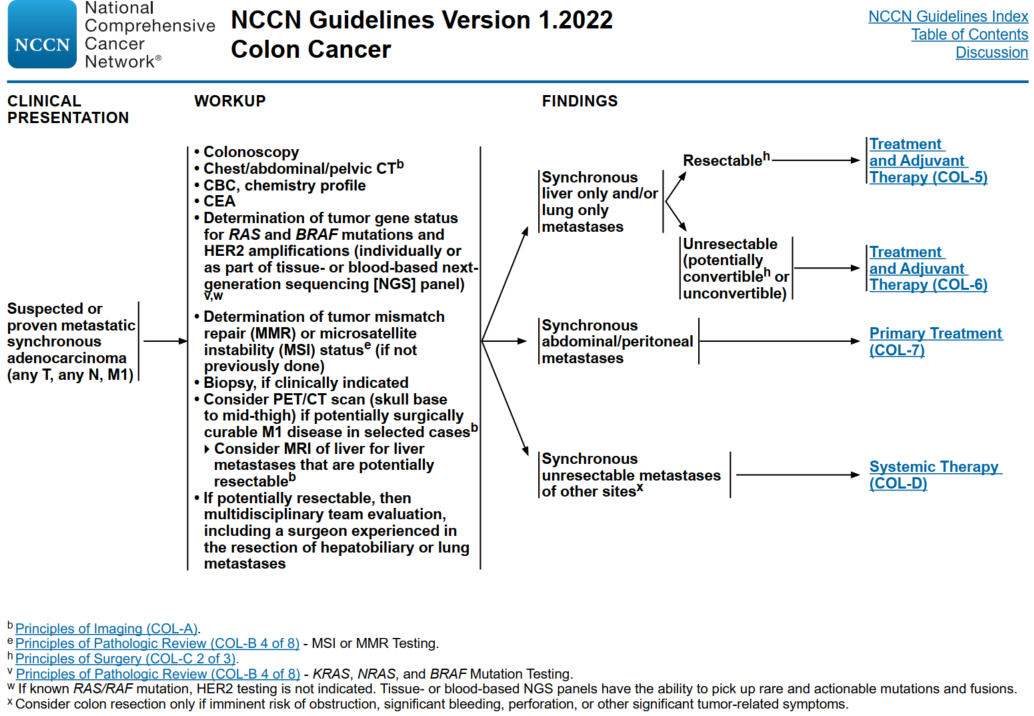 National
Comprehensive
NCCN Cancer
Network®
NCCN Guidelines Version 1.2022
Colon Cancer
NCCN Guidelines Index
Table of Contents
Discussion
CLINICAL
PRESENTATION
WORKUP
FINDINGS
Suspected or
proven metastatic
synchronous
adenocarcinoma
(any T, any N, M1)
• Colonoscopy
• Chest/abdominal/pelvic CTb
• CBC, chemistry profile
• CEA
• Determination of tumor gene status
for RAS and BRAF mutations and
HER2 amplifications (individually or
as part of tissue- or blood-based next-
generation sequencing [NGS] panel)
v,w
• Determination of tumor mismatch
repair (MMR) or microsatellite
instability (MSI) statuse (if not
previously done)
• Biopsy, if clinically indicated
• Consider PET/CT scan (skull base
to mid-thigh) if potentially surgically
curable M1 disease in selected casesb
Consider MRI of liver for liver
metastases that are potentially
resectableb
• If potentially resectable, then
multidisciplinary team evaluation,
including a surgeon experienced in
the resection of hepatobiliary or lung
metastases
Synchronous
liver only and/or
lung only
metastases
Resectableh
Treatment
and Adjuvant
Therapy (COL-5)
Unresectable
(potentially
convertibleh or
unconvertible)
Treatment
and Adjuvant
Therapy (COL-6)
Synchronous
abdominal/peritoneal
metastases
Primary Treatment
(COL-7)
Synchronous
unresectable metastases
of other sitesx
Systemic Therapy
(COL-D)
b Principles of Imaging (COL-A).
e Principles of Pathologic Review (COL-B 4 of 8) - MSI or MMR Testing.
h Principles of Surgery (COL-C 2 of 3).
v Principles of Pathologic Review (COL-B 4 of 8) - KRAS, NRAS, and BRAF Mutation Testing.
w If known RAS/RAF mutation, HER2 testing is not indicated. Tissue- or blood-based NGS panels have the ability to pick up rare and actionable mutations and fusions.
x Consider colon resection only if imminent risk of obstruction, significant bleeding, perforation, or other significant tumor-related symptoms.